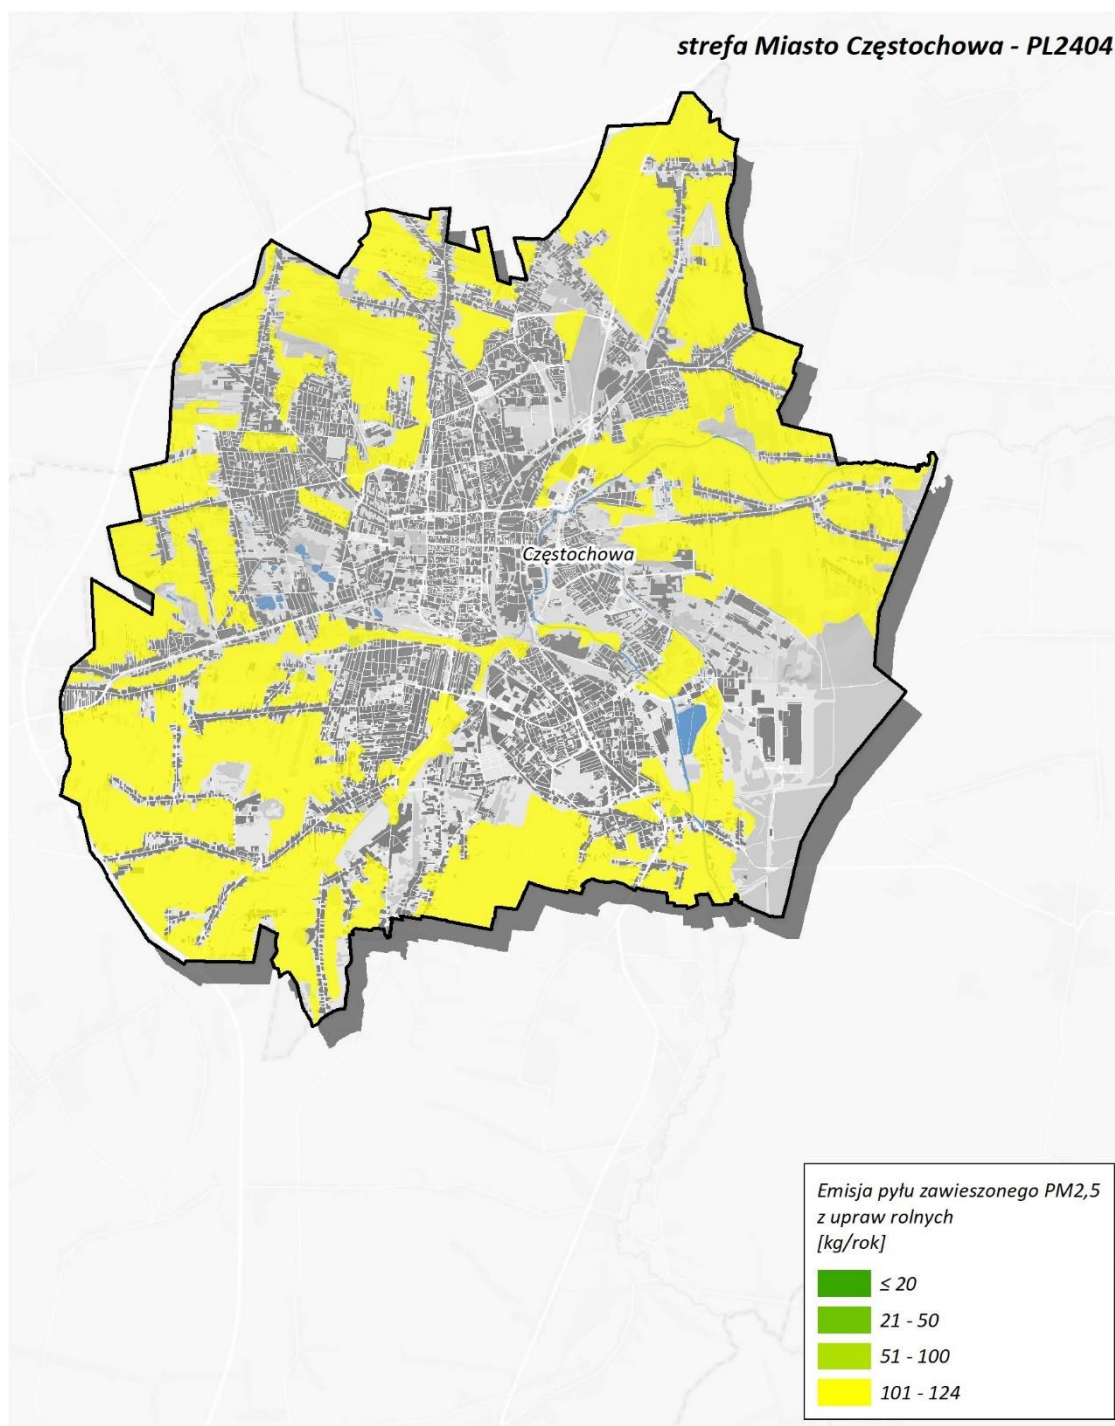 strefa Miasto Częstochowa - PL2404
Częstochowa
Emisja pyłu zawieszonego PM2,5
z upraw rolnych
[kg/rok]
≤ 20
21 - 50
51 - 100
101 - 124